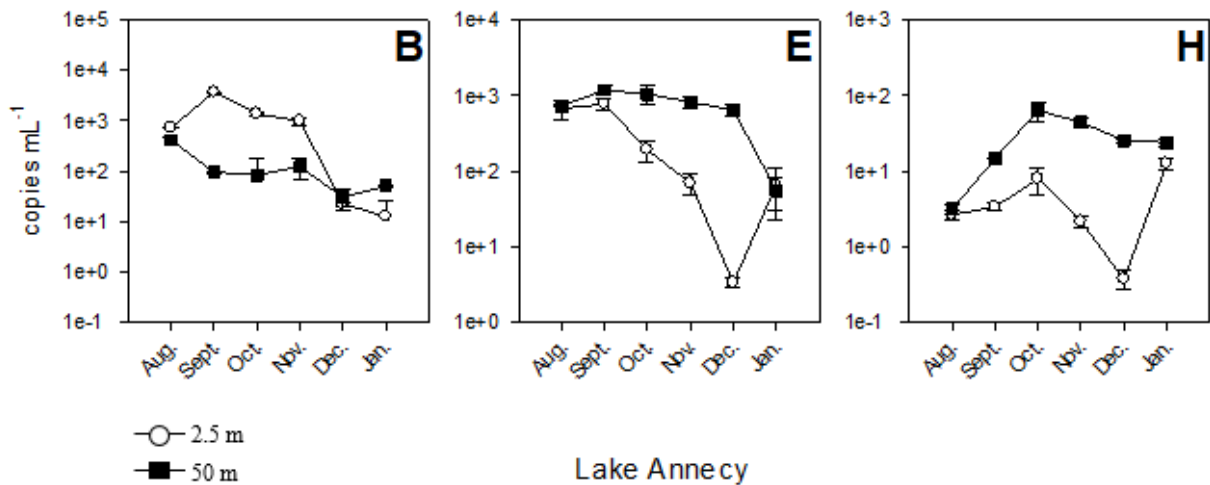 B
E
H
copies mL⁻¹
1e+5
1e+4
1e+3
1e+2
1e+1
1e+0
1e-1
Aug.
Sept.
Oct.
Nov.
Dec.
Jan.
1e+4
1e+3
1e+2
1e+1
1e+0
Aug.
Sept.
Oct.
Nov.
Dec.
Jan.
1e+3
1e+2
1e+1
1e+0
1e-1
Aug.
Sept.
Oct.
Nov.
Dec.
Jan.
2.5 m
50 m
Lake Annecy